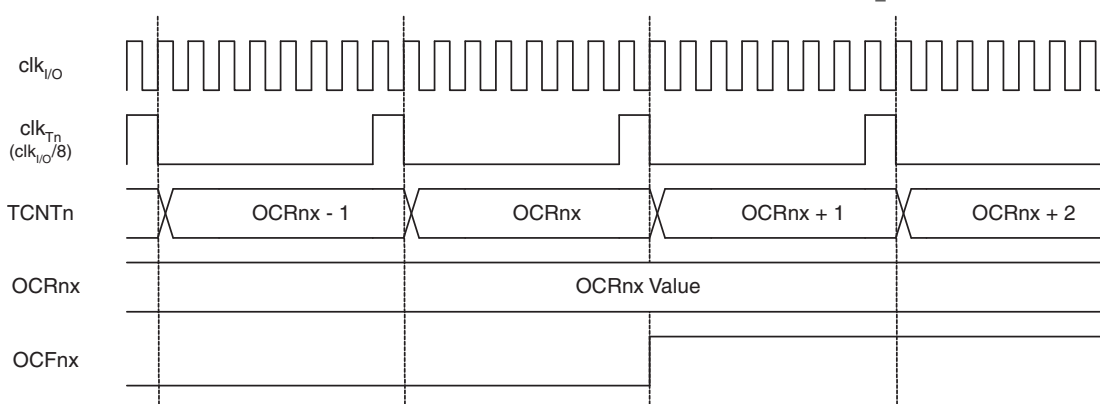 clkI/O
clkTn
(clkI/O/8)
TCNTn OCRnx - 1 OCRnx OCRnx + 1 OCRnx + 2
OCRnx OCRnx Value
OCFnx